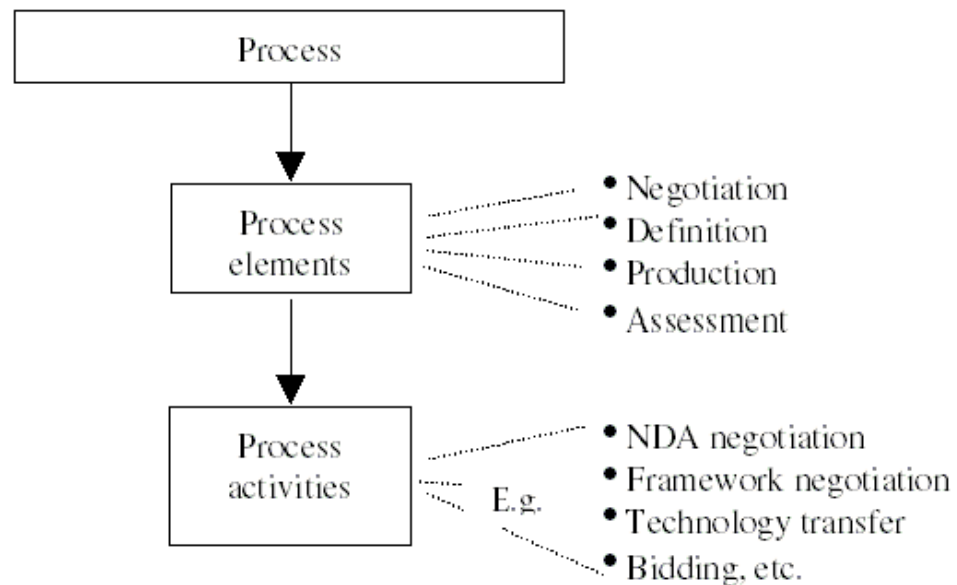 Process
Process
elements
• Negotiation
• Definition
• Production
• Assessment
Process
activities
E.g.
• NDA negotiation
• Framework negotiation
• Technology transfer
• Bidding, etc.